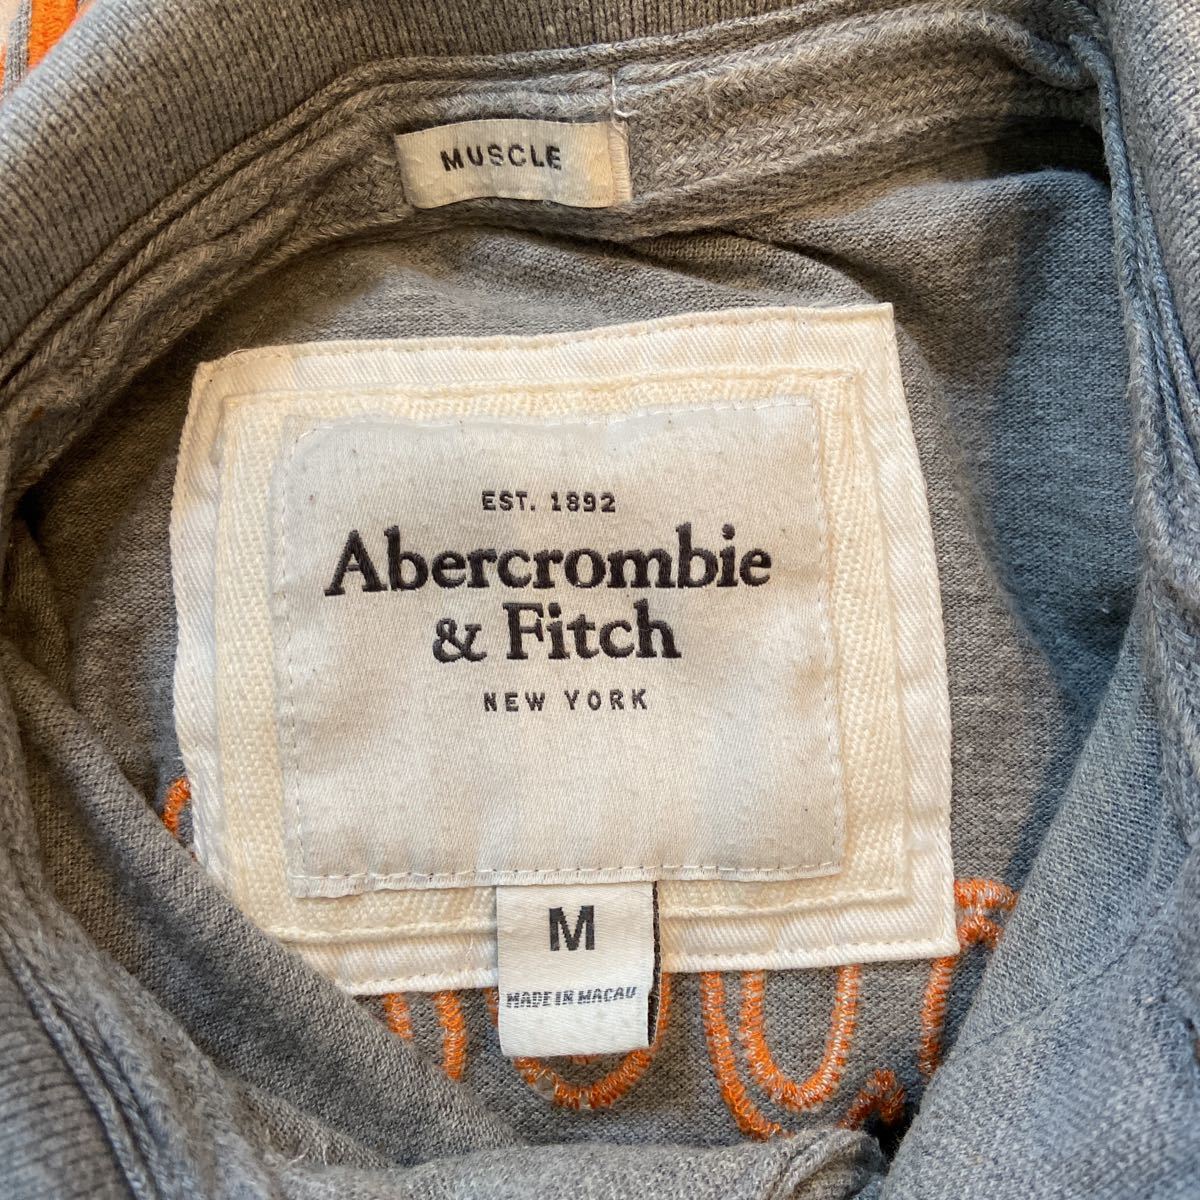 MUSCLE
EST. 1892
Abercrombie
& Fitch
NEW YORK
M
MADE IN MACAU